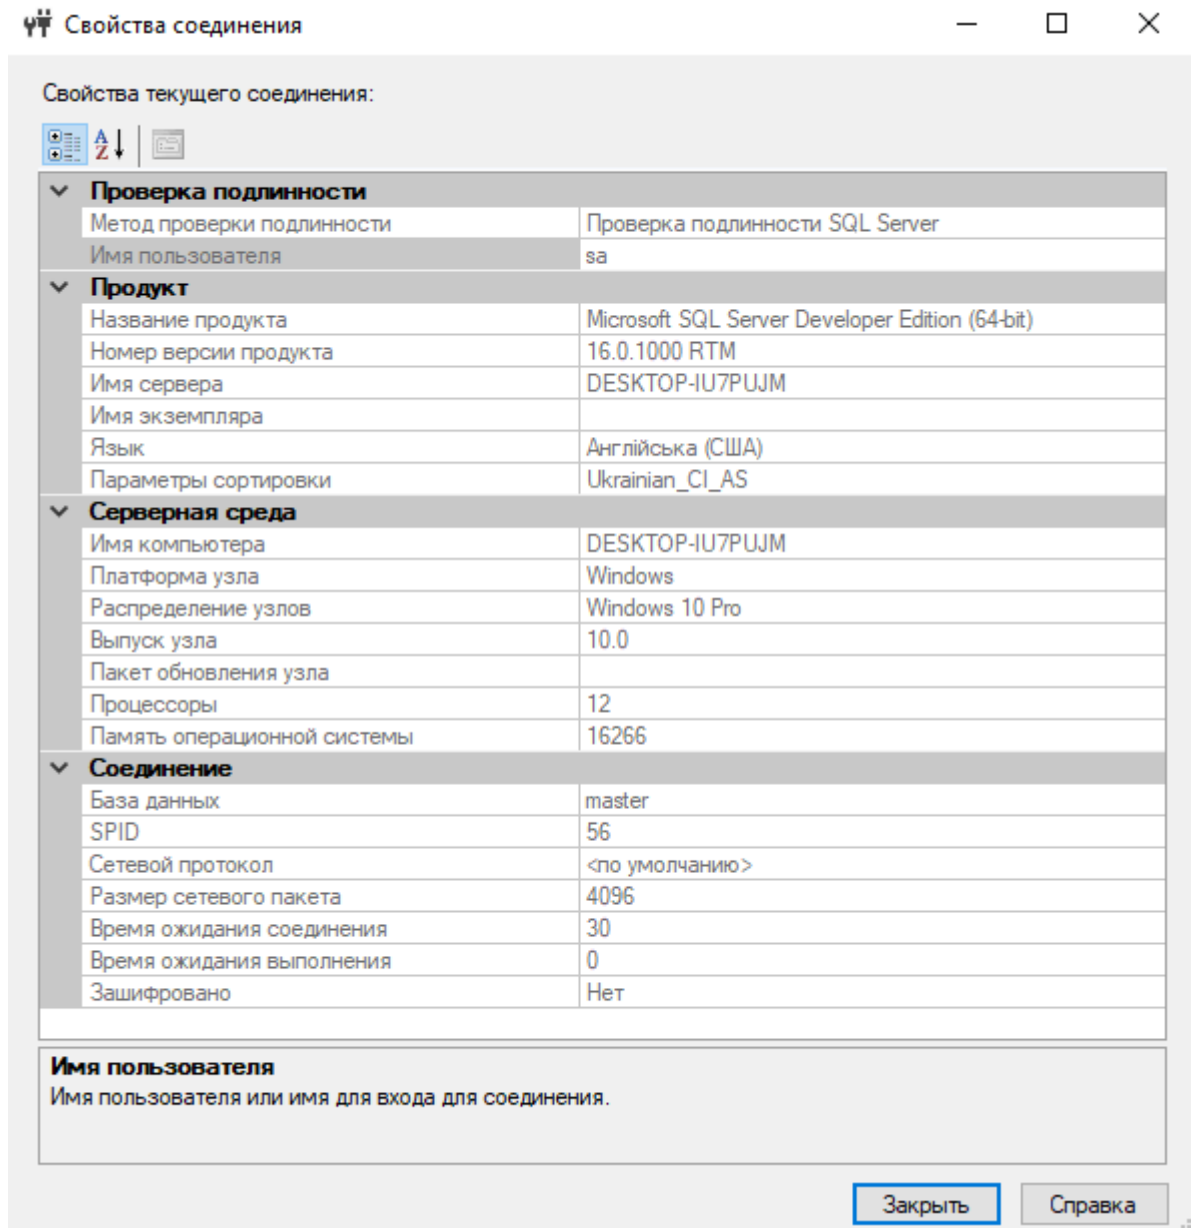 Свойства соединения
Свойства текущего соединения:
Проверка подлинности
Метод проверки подлинности Проверка подлинности SQL Server
Имя пользователя sa
Продукт
Название продукта Microsoft SQL Server Developer Edition (64-bit)
Номер версии продукта 16.0.1000 RTM
Имя сервера DESKTOP-IU7PUJM
Имя экземпляра
Язык Англійська (США)
Параметры сортировки Ukrainian_CI_AS
Серверная среда
Имя компьютера DESKTOP-IU7PUJM
Платформа узла Windows
Распределение узлов Windows 10 Pro
Выпуск узла 10.0
Пакет обновления узла
Процессоры 12
Память операционной системы 16266
Соединение
База данных master
SPID 56
Сетевой протокол <по умолчанию>
Размер сетевого пакета 4096
Время ожидания соединения 30
Время ожидания выполнения 0
Зашифровано Нет
Имя пользователя
Имя пользователя или имя для входа для соединения.
Закрыть Справка